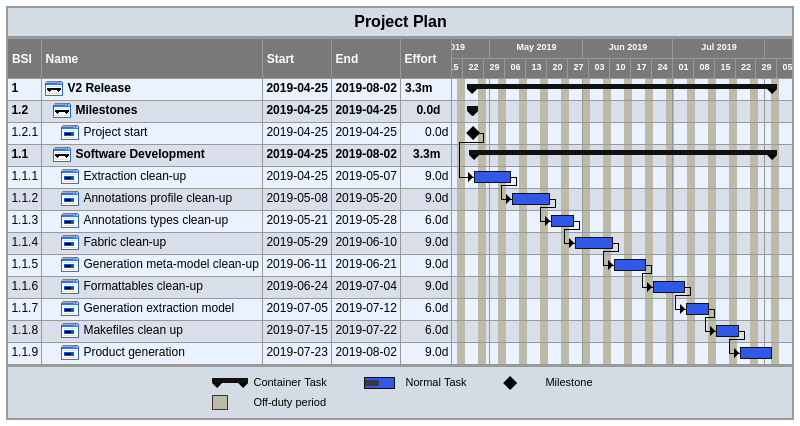 Project Plan
BSI Name Start End Effort 019 May 2019 Jun 2019 Jul 2019
5 22 29 06 13 20 27 03 10 17 24 01 08 15 22 29 05
1 V2 Release 2019-04-25 2019-08-02 3.3m
1.2 Milestones 2019-04-25 2019-04-25 0.0d
1.2.1 Project start 2019-04-25 2019-04-25 0.0d
1.1 Software Development 2019-04-25 2019-08-02 3.3m
1.1.1 Extraction clean-up 2019-04-25 2019-05-07 9.0d
1.1.2 Annotations profile clean-up 2019-05-08 2019-05-20 9.0d
1.1.3 Annotations types clean-up 2019-05-21 2019-05-28 6.0d
1.1.4 Fabric clean-up 2019-05-29 2019-06-10 9.0d
1.1.5 Generation meta-model clean-up 2019-06-11 2019-06-21 9.0d
1.1.6 Formattables clean-up 2019-06-24 2019-07-04 9.0d
1.1.7 Generation extraction model 2019-07-05 2019-07-12 6.0d
1.1.8 Makefiles clean up 2019-07-15 2019-07-22 6.0d
1.1.9 Product generation 2019-07-23 2019-08-02 9.0d
Container Task Normal Task Milestone
Off-duty period